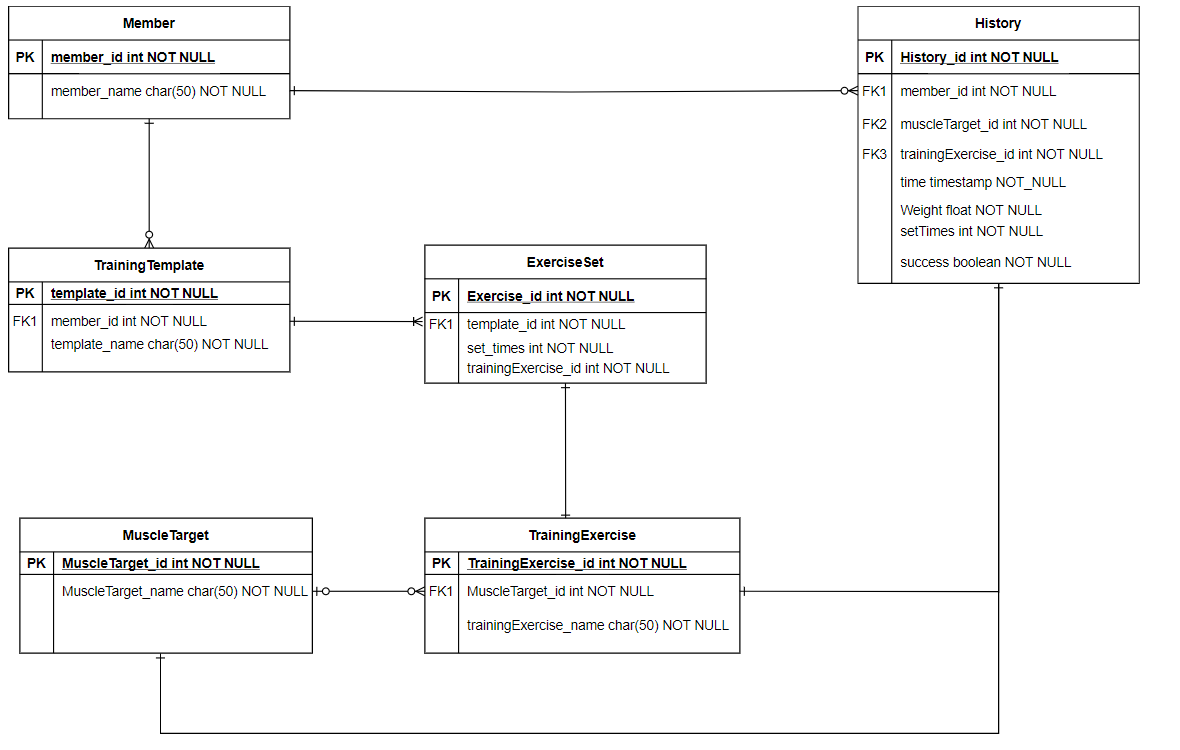 Member
PK member_id int NOT NULL
member_name char(50) NOT NULL
History
PK History_id int NOT NULL
FK1 member_id int NOT NULL
FK2 muscleTarget_id int NOT NULL
FK3 trainingExercise_id int NOT NULL
time timestamp NOT_NULL
Weight float NOT NULL
setTimes int NOT NULL
success boolean NOT NULL
TrainingTemplate
PK template_id int NOT NULL
FK1 member_id int NOT NULL
template_name char(50) NOT NULL
ExerciseSet
PK Exercise_id int NOT NULL
FK1 template_id int NOT NULL
set_times int NOT NULL
trainingExercise_id int NOT NULL
MuscleTarget
PK MuscleTarget_id int NOT NULL
MuscleTarget_name char(50) NOT NULL
TrainingExercise
PK TrainingExercise_id int NOT NULL
FK1 MuscleTarget_id int NOT NULL
trainingExercise_name char(50) NOT NULL